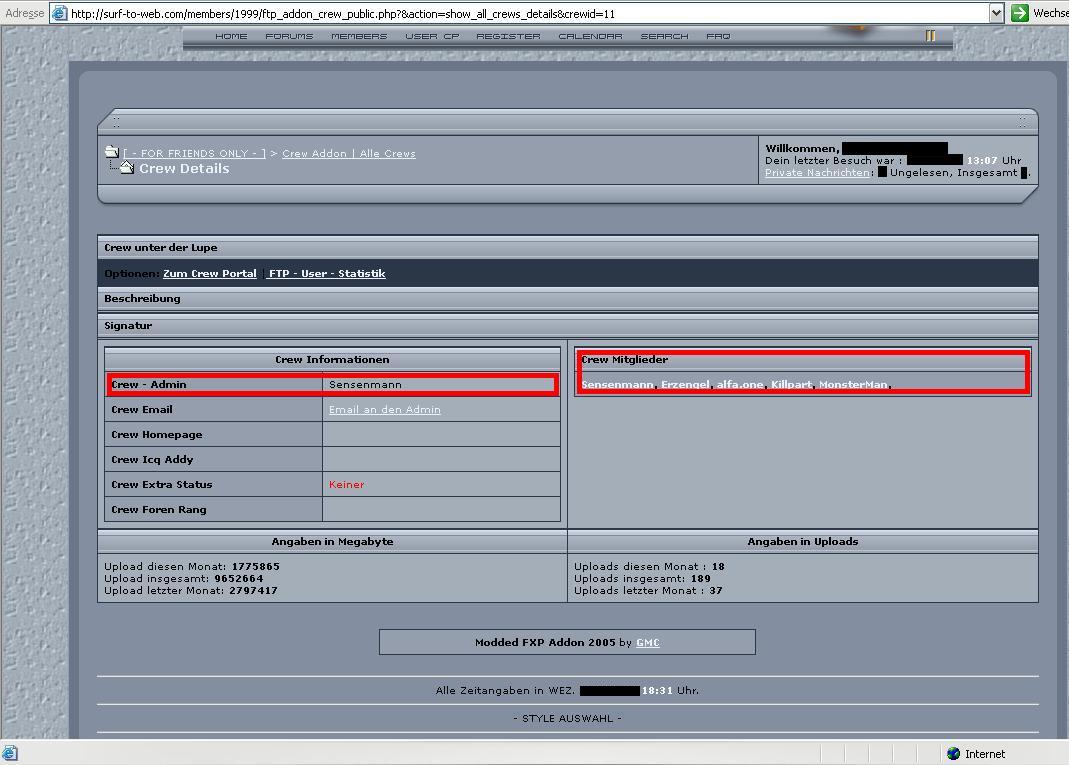 Adresse http://surf-to-web.com/members/1999/ftp_addon_crew_public.php?&action=show_all_crews_details&crewid=11 Wechse
HOME FORUMS MEMBERS USER CP REGISTER CALENDAR SEARCH FAQ
:: ::
[ - FOR FRIENDS ONLY - ] > Crew Addon | Alle Crews
Crew Details
Willkommen,
Dein letzter Besuch war : 13:07 Uhr
Private Nachrichten: Ungelesen, Insgesamt .
Crew unter der Lupe
Optionen: Zum Crew Portal | FTP - User - Statistik
Beschreibung
Signatur
Crew Informationen
Crew - Admin Sensenmann
Crew Email Email an den Admin
Crew Homepage
Crew Icq Addy
Crew Extra Status Keiner
Crew Foren Rang
Crew Mitglieder
Sensenmann, Erzengel, alfa.one, Killpart, MonsterMan,
Angaben in Megabyte
Upload diesen Monat: 1775865
Upload insgesamt: 9652664
Upload letzter Monat: 2797417
Angaben in Uploads
Uploads diesen Monat : 18
Uploads insgesamt: 189
Uploads letzter Monat : 37
Modded FXP Addon 2005 by GMC
Alle Zeitangaben in WEZ. 18:31 Uhr.
- STYLE AUSWAHL -
Internet